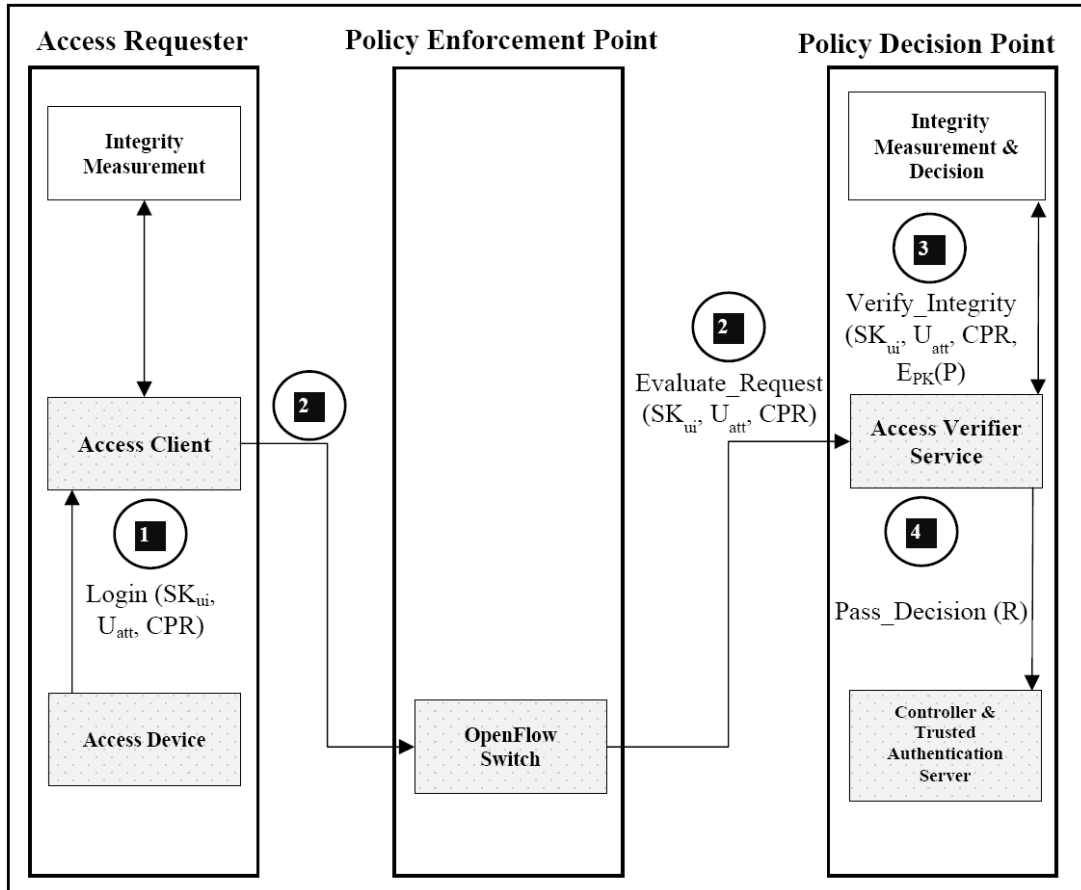 Access Requester
Policy Enforcement Point
Policy Decision Point
Integrity
Measurement
Integrity
Measurement &
Decision
3
Verify_Integrity
(SKui, Uatt, CPR,
EPK(P)
2
Evaluate_Request
(SKui, Uatt, CPR)
2
Access Client
Access Verifier
Service
1
Login (SKui,
Uatt, CPR)
4
Pass_Decision (R)
Access Device
OpenFlow
Switch
Controller &
Trusted
Authentication
Server